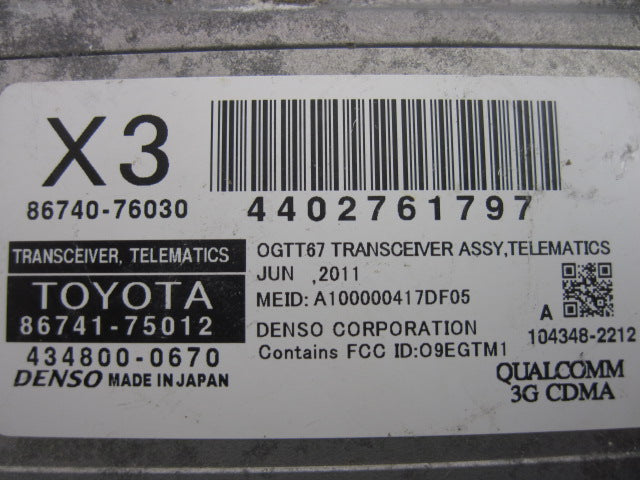 X3
4402761797
86740-76030
TRANSCEIVER, TELEMATICS
TOYOTA
86741-75012
434800-0670
DENSO MADE IN JAPAN
OGTT67 TRANSCEIVER ASSY,TELEMATICS
JUN ,2011
MEID: A100000417DF05
DENSO CORPORATION
Contains FCC ID:O9EGTM1
A
104348-2212
QUALCOMM
3G CDMA